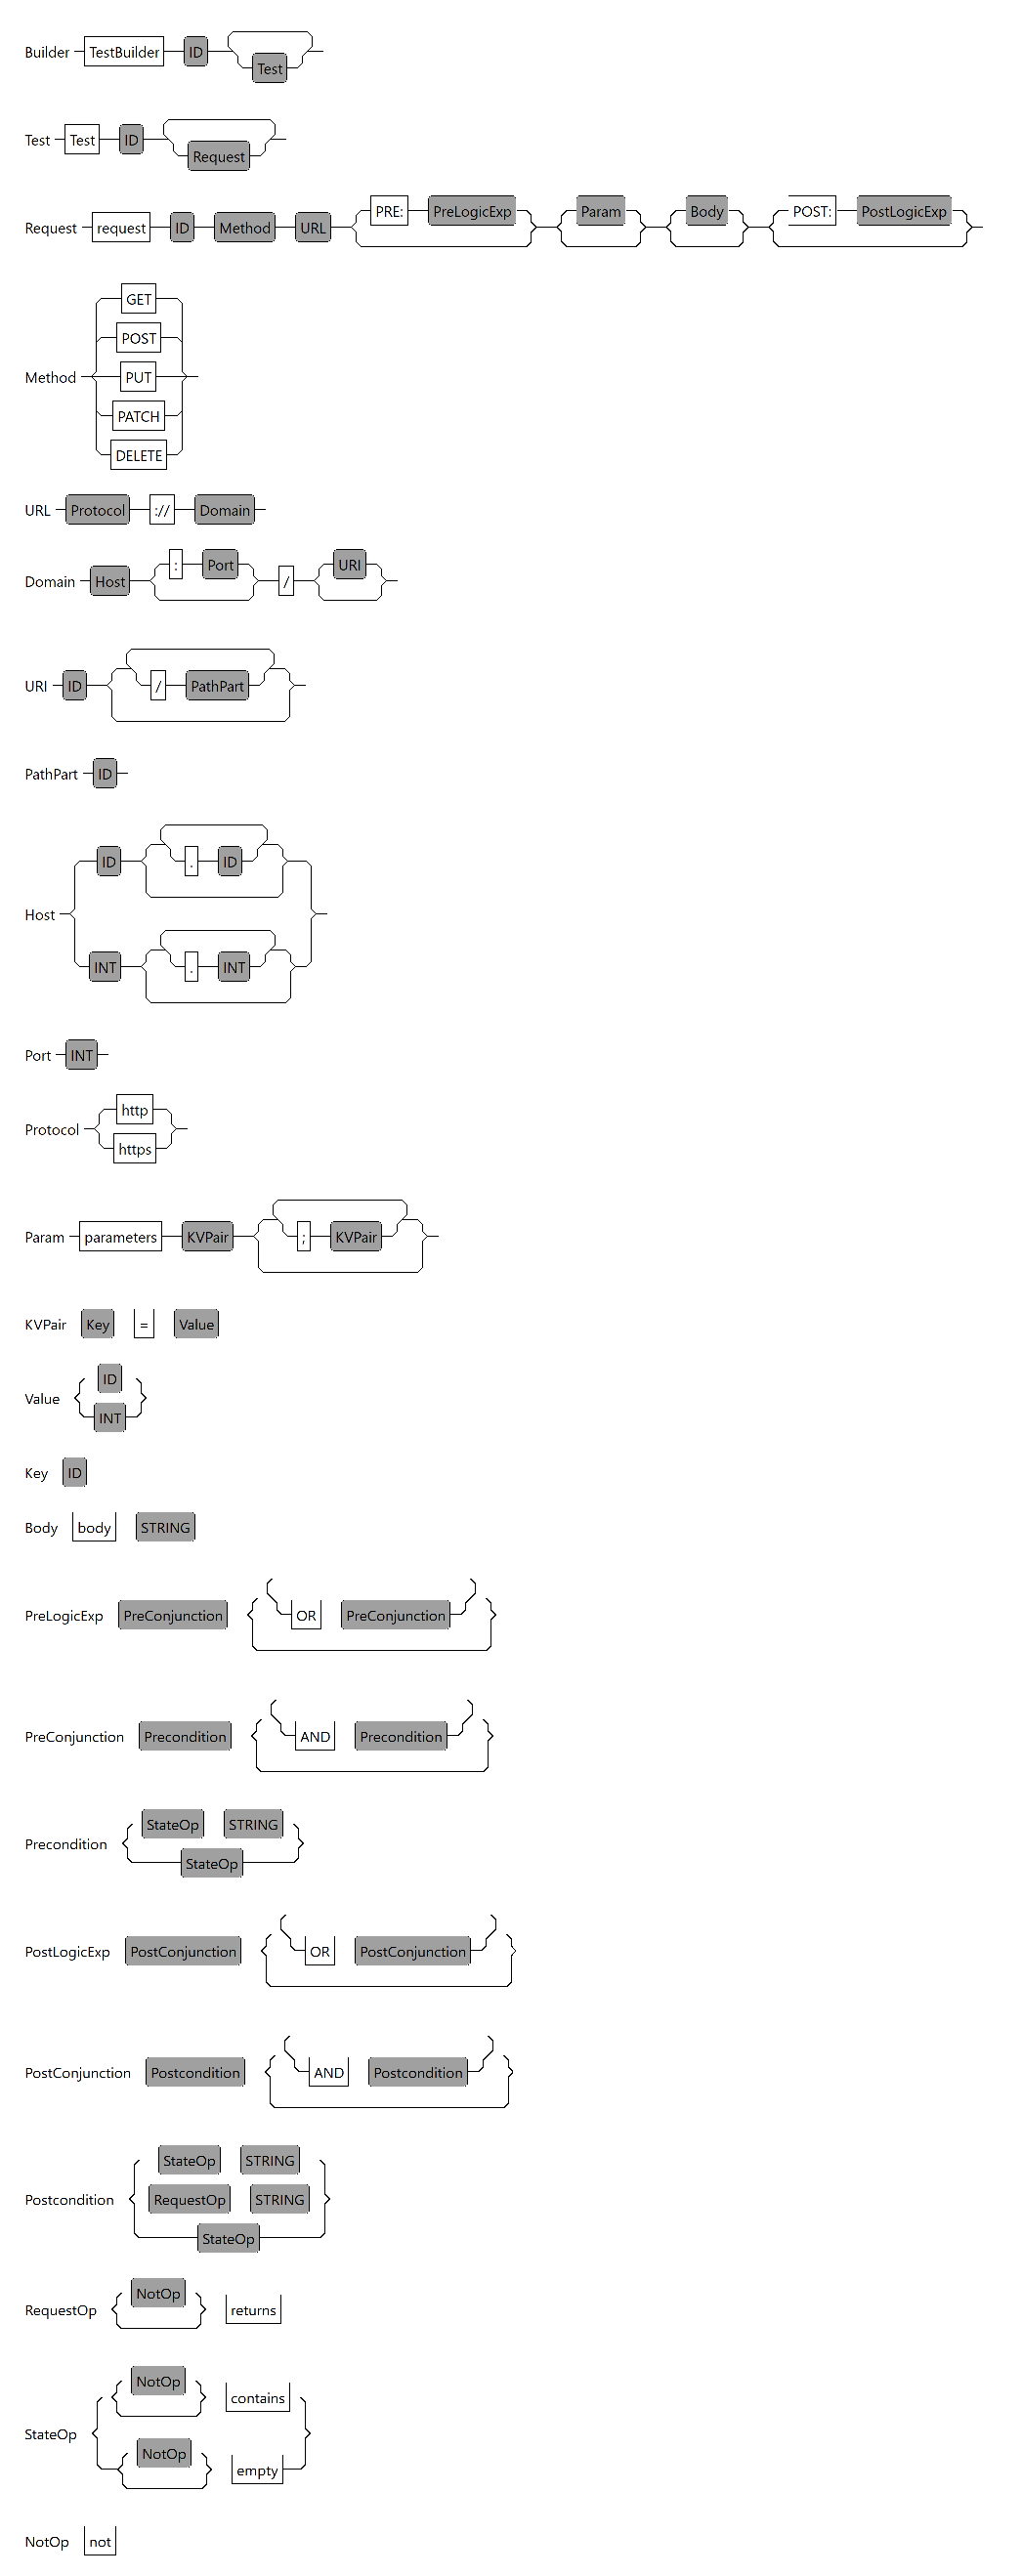 Builder TestBuilder ID Test
Test Test ID Request
Request request ID Method URL PRE: PreLogicExp Param Body POST: PostLogicExp
GET
POST
Method PUT
PATCH
DELETE
URL Protocol :// Domain
Domain Host : Port / URI
URI ID / PathPart
PathPart ID
ID . ID
Host
INT . INT
Port INT
http
Protocol
https
Param parameters KVPair ; KVPair
KVPair Key = Value
ID
Value
INT
Key ID
Body body STRING
PreLogicExp PreConjunction OR PreConjunction
PreConjunction Precondition AND Precondition
StateOp STRING
Precondition
StateOp
PostLogicExp PostConjunction OR PostConjunction
PostConjunction Postcondition AND Postcondition
StateOp STRING
Postcondition RequestOp STRING
StateOp
RequestOp NotOp returns
NotOp contains
StateOp
NotOp empty
NotOp not